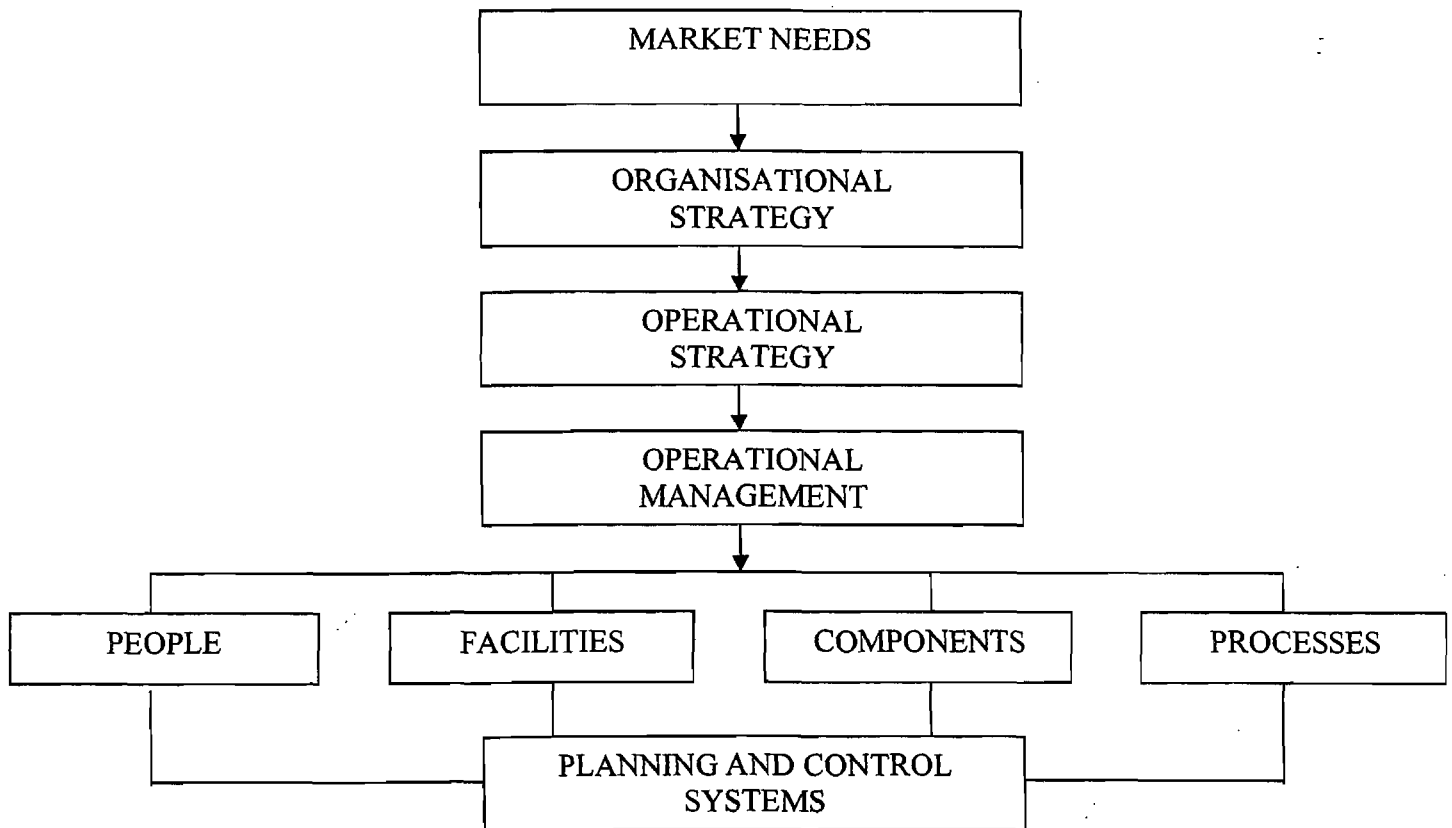 MARKET NEEDS
ORGANISATIONAL
STRATEGY
OPERATIONAL
STRATEGY
OPERATIONAL
MANAGEMENT
PEOPLE
FACILITIES
COMPONENTS
PROCESSES
PLANNING AND CONTROL
SYSTEMS